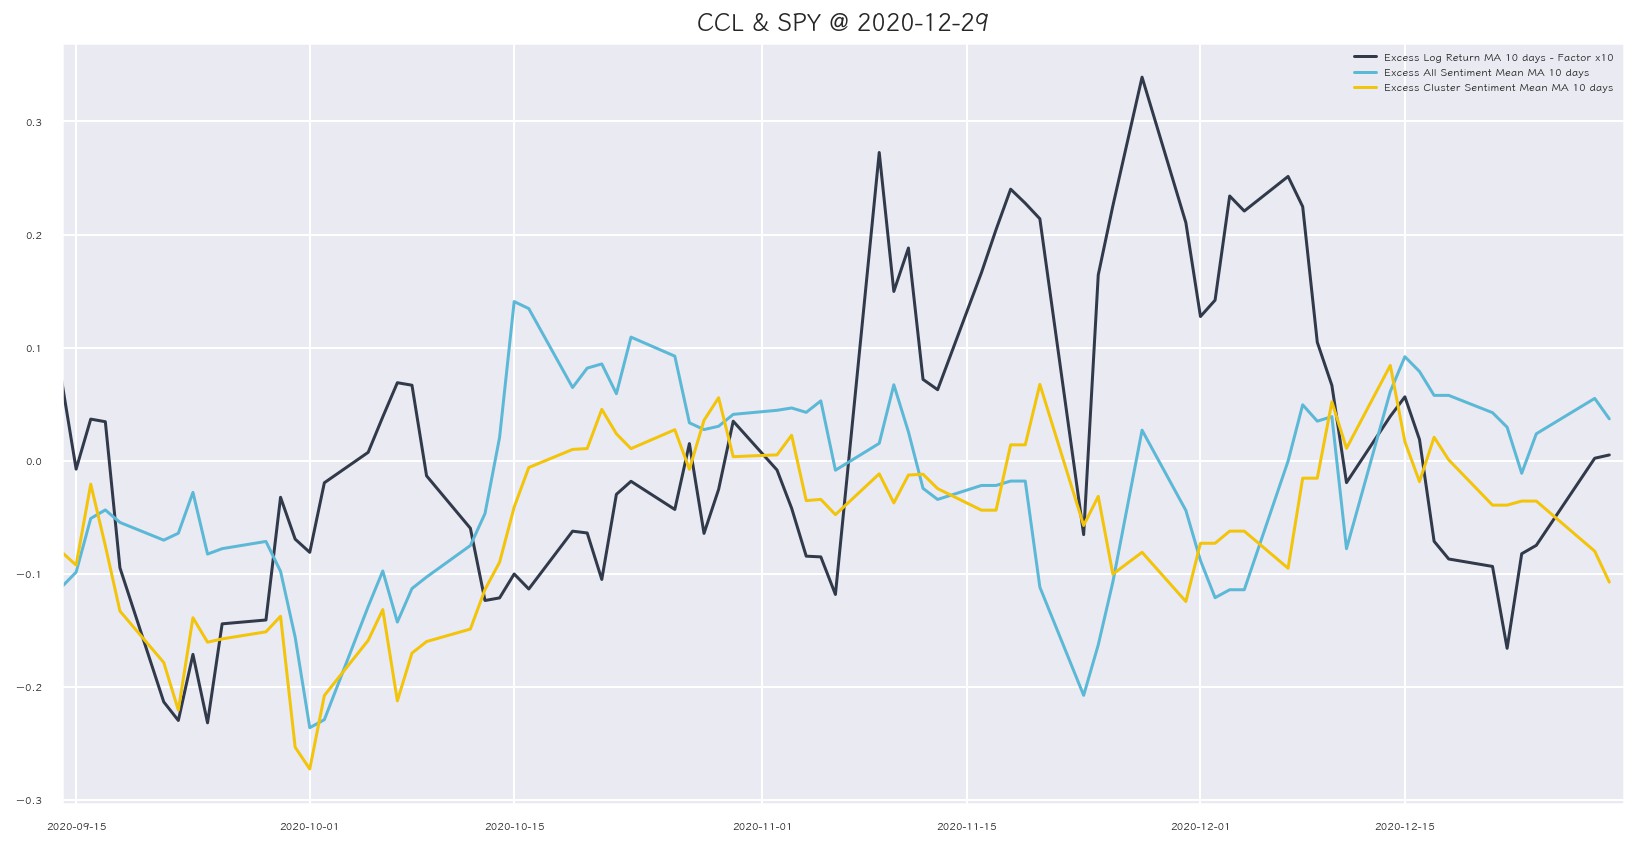 CCL & SPY @ 2020-12-29
Excess Log Return MA 10 days - Factor x10
Excess All Sentiment Mean MA 10 days
Excess Cluster Sentiment Mean MA 10 days
0.3
0.2
0.1
0.0
−0.1
−0.2
−0.3
2020-09-15 2020-10-01 2020-10-15 2020-11-01 2020-11-15 2020-12-01 2020-12-15